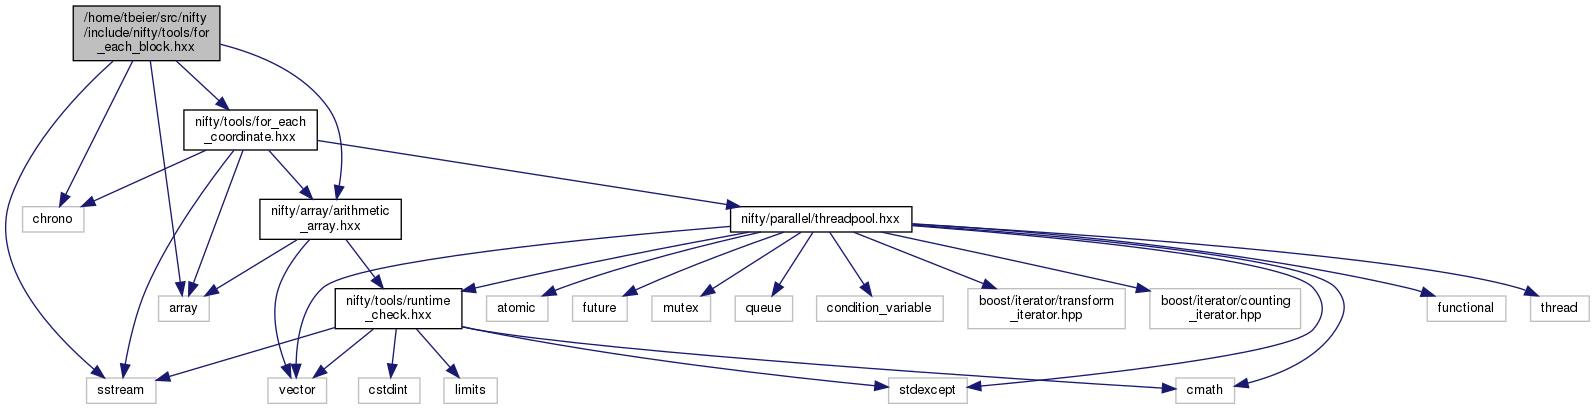 /home/tbeier/src/nifty
/include/nifty/tools/for
_each_block.hxx
nifty/tools/for_each
_coordinate.hxx
chrono
nifty/array/arithmetic
_array.hxx
nifty/parallel/threadpool.hxx
array
nifty/tools/runtime
_check.hxx
atomic
future
mutex
queue
condition_variable
boost/iterator/transform
_iterator.hpp
boost/iterator/counting
_iterator.hpp
functional
thread
sstream
vector
cstdint
limits
stdexcept
cmath